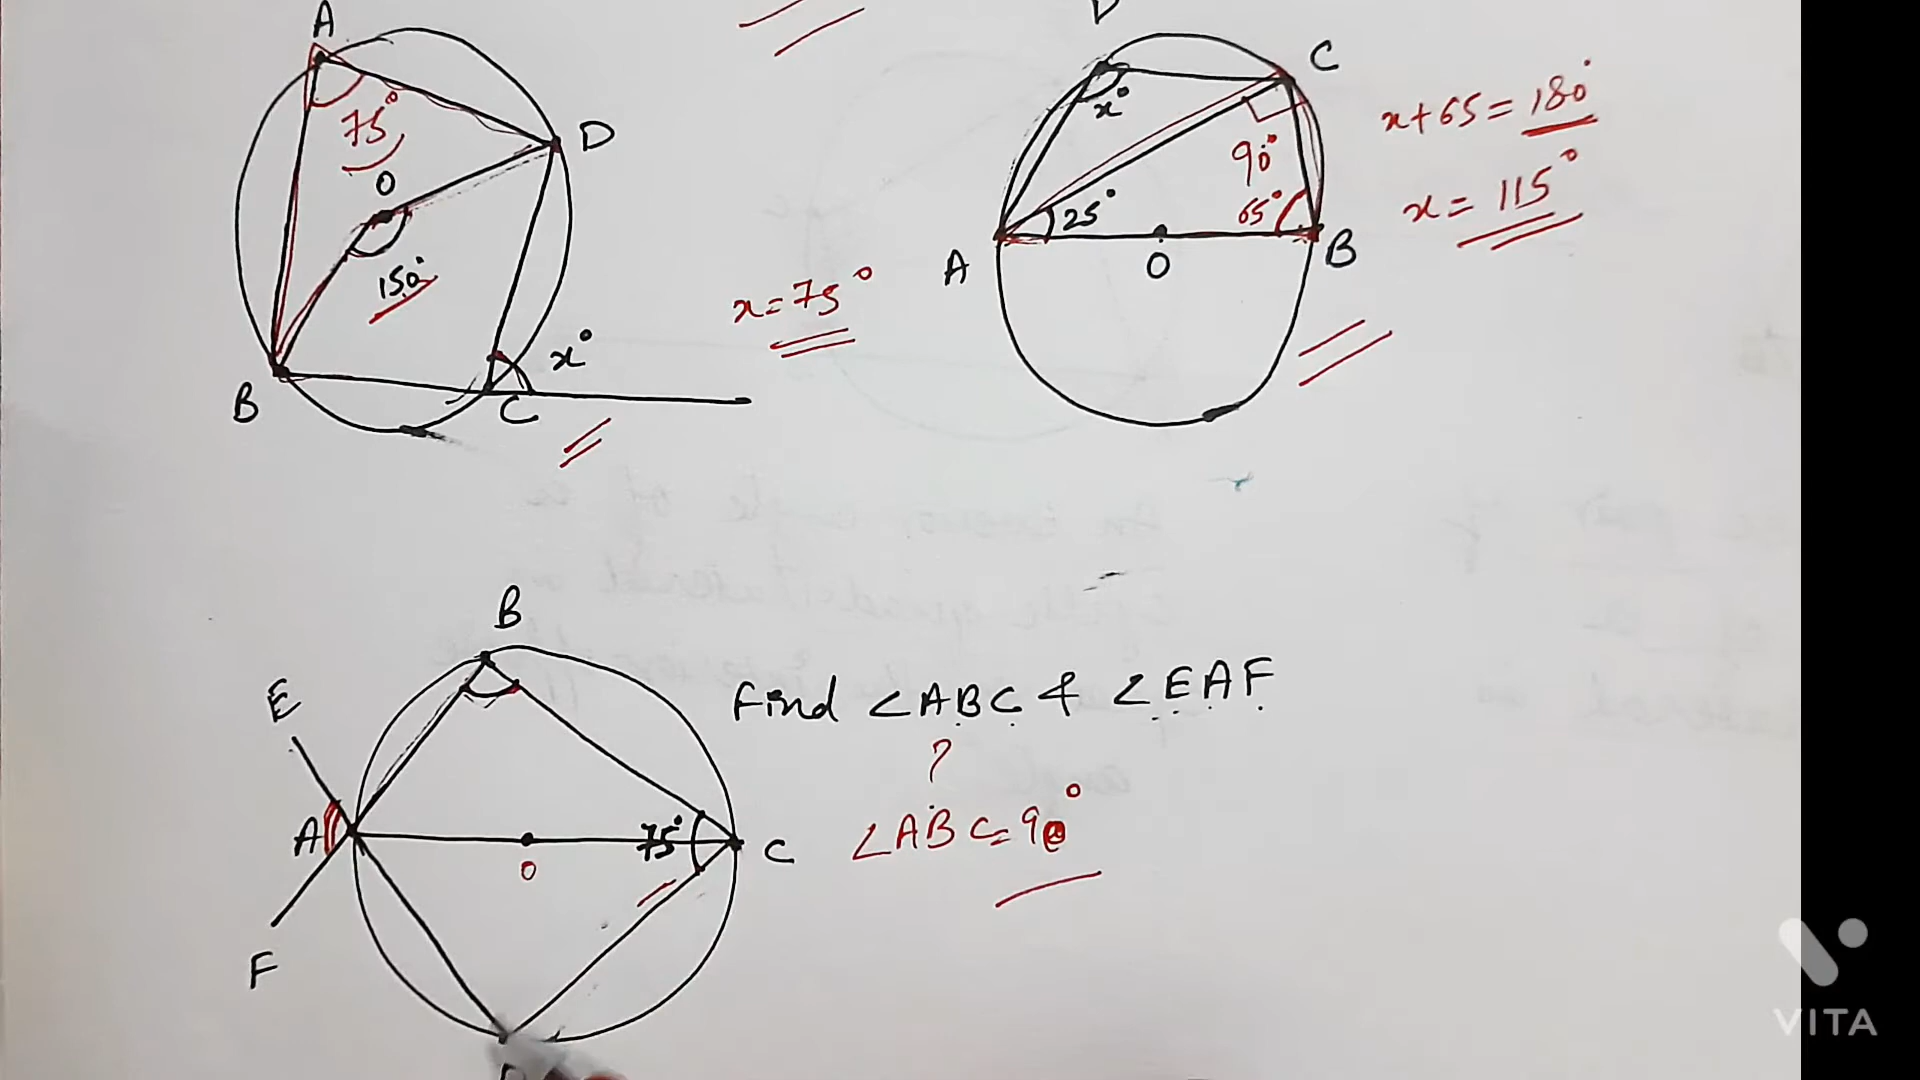 A
75°
D
O
150°
B
C
x°
x = 75°
C
x°
90°
25°
65°
A
O
B
x + 65 = 180°
x = 115°
B
E
A
F
O
75°
C
Find ∠ABC & ∠EAF
?
∠ABC = 90°
VITA